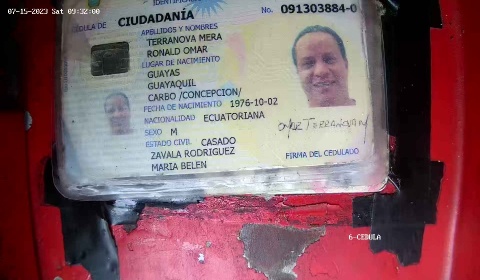 07-15-2023 Sat 09:32:00
CÉDULA DE CIUDADANÍA No. 091303884-0
APELLIDOS Y NOMBRES
TERRANOVA MERA
RONALD OMAR
LUGAR DE NACIMIENTO
GUAYAS
GUAYAQUIL
CARBO /CONCEPCION/
FECHA DE NACIMIENTO 1976-10-02
NACIONALIDAD ECUATORIANA
SEXO M
ESTADO CIVIL CASADO
ZAVALA RODRIGUEZ
MARIA BELEN
FIRMA DEL CEDULADO
6-CEDULA